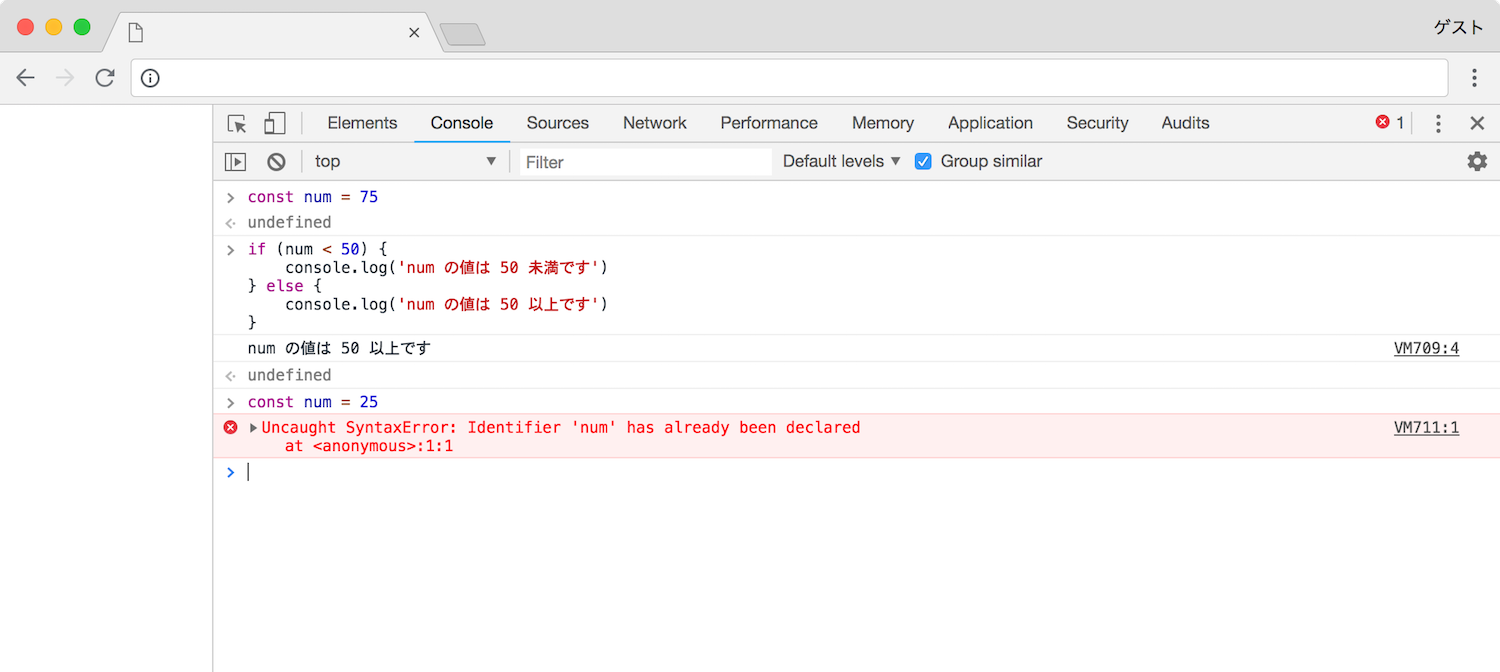 ゲスト
Elements Console Sources Network Performance Memory Application Security Audits 1
top Filter Default levels Group similar
const num = 75
undefined
if (num < 50) {
console.log('num の値は 50 未満です')
} else {
console.log('num の値は 50 以上です')
}
num の値は 50 以上です VM709:4
undefined
const num = 25
Uncaught SyntaxError: Identifier 'num' has already been declared VM711:1
at <anonymous>:1:1